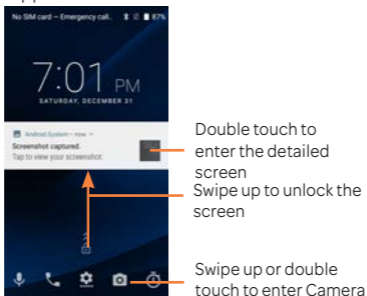 No SIM card – Emergency call..
87%
7:01 PM
SATURDAY, DECEMBER 31
Android System • now
Screenshot captured.
Tap to view your screenshot.
Double touch to
enter the detailed
screen
Swipe up to unlock the
screen
Swipe up or double
touch to enter Camera